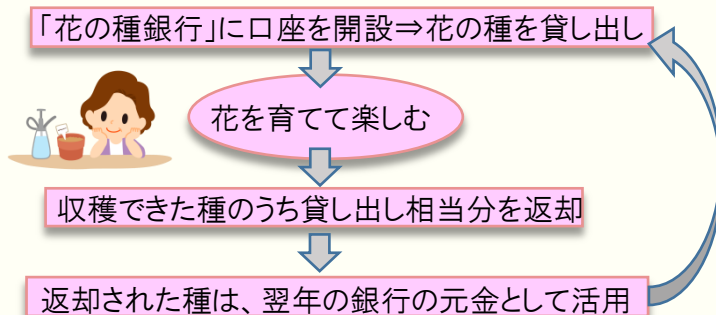 「花の種銀行」に口座を開設⇒花の種を貸し出し
花を育てて楽しむ
収穫できた種のうち貸し出し相当分を返却
返却された種は、翌年の銀行の元金として活用